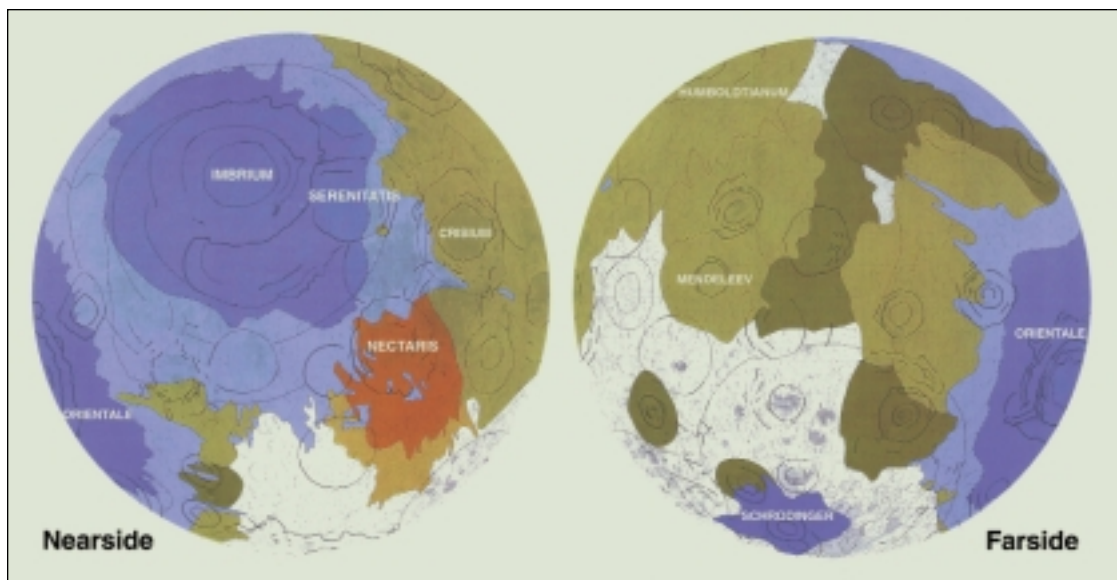 HUMBOLDTIANUM
IMBRIUM
SERENITATIS
CRISIUM
MENDELEEV
NECTARIS
ORIENTALE
ORIENTALE
SCHRODINGER
Nearside
Farside